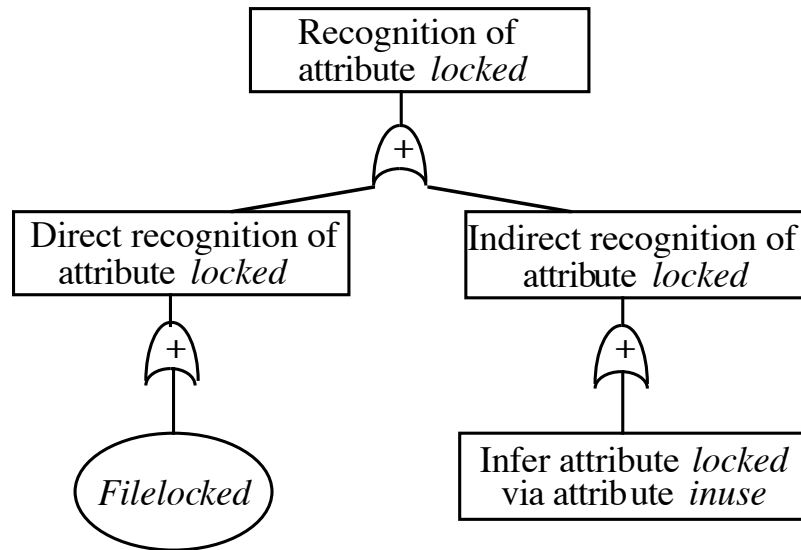 Recognition of
attribute locked
+
Direct recognition of
attribute locked
Indirect recognition of
attribute locked
+
+
Filelocked
Infer attribute locked
via attribute inuse